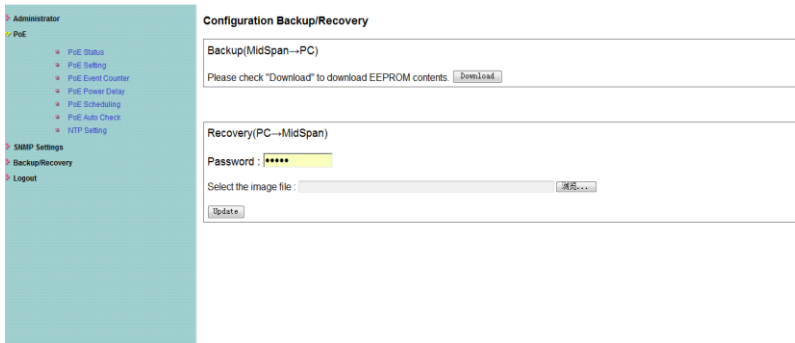 Administrator
PoE
PoE Status
PoE Setting
PoE Event Counter
PoE Power Delay
PoE Scheduling
PoE Auto Check
NTP Setting
SNMP Settings
Backup/Recovery
Logout
Configuration Backup/Recovery
Backup(MidSpan→PC)
Please check "Download" to download EEPROM contents. Download
Recovery(PC→MidSpan)
Password : •••••
Select the image file : 浏览...
Update